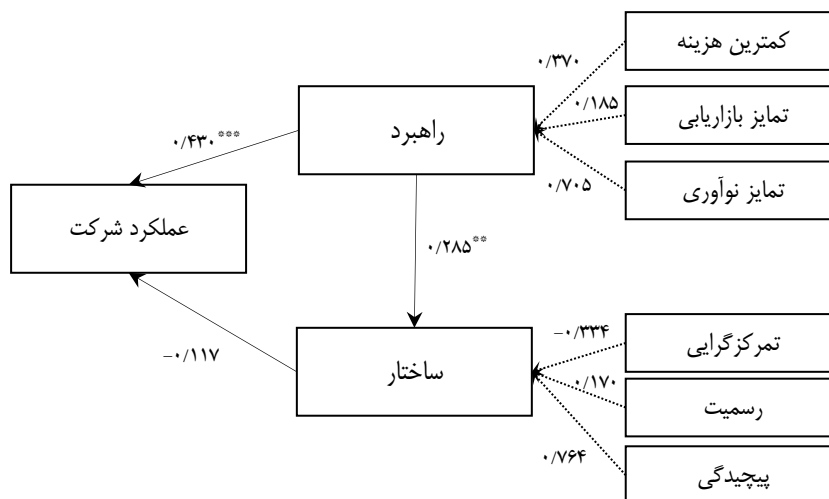 کمترین هزینه
۰/۳۷۰
تمایز بازاریابی
۰/۱۸۵
راهبرد
۰/۴۳۰***
تمایز نوآوری
۰/۷۰۵
عملکرد شرکت
۰/۲۸۵**
تمرکزگرایی
−۰/۳۳۴
−۰/۱۱۷
ساختار
۰/۱۷۰
رسمیت
۰/۷۶۴
پیچیدگی